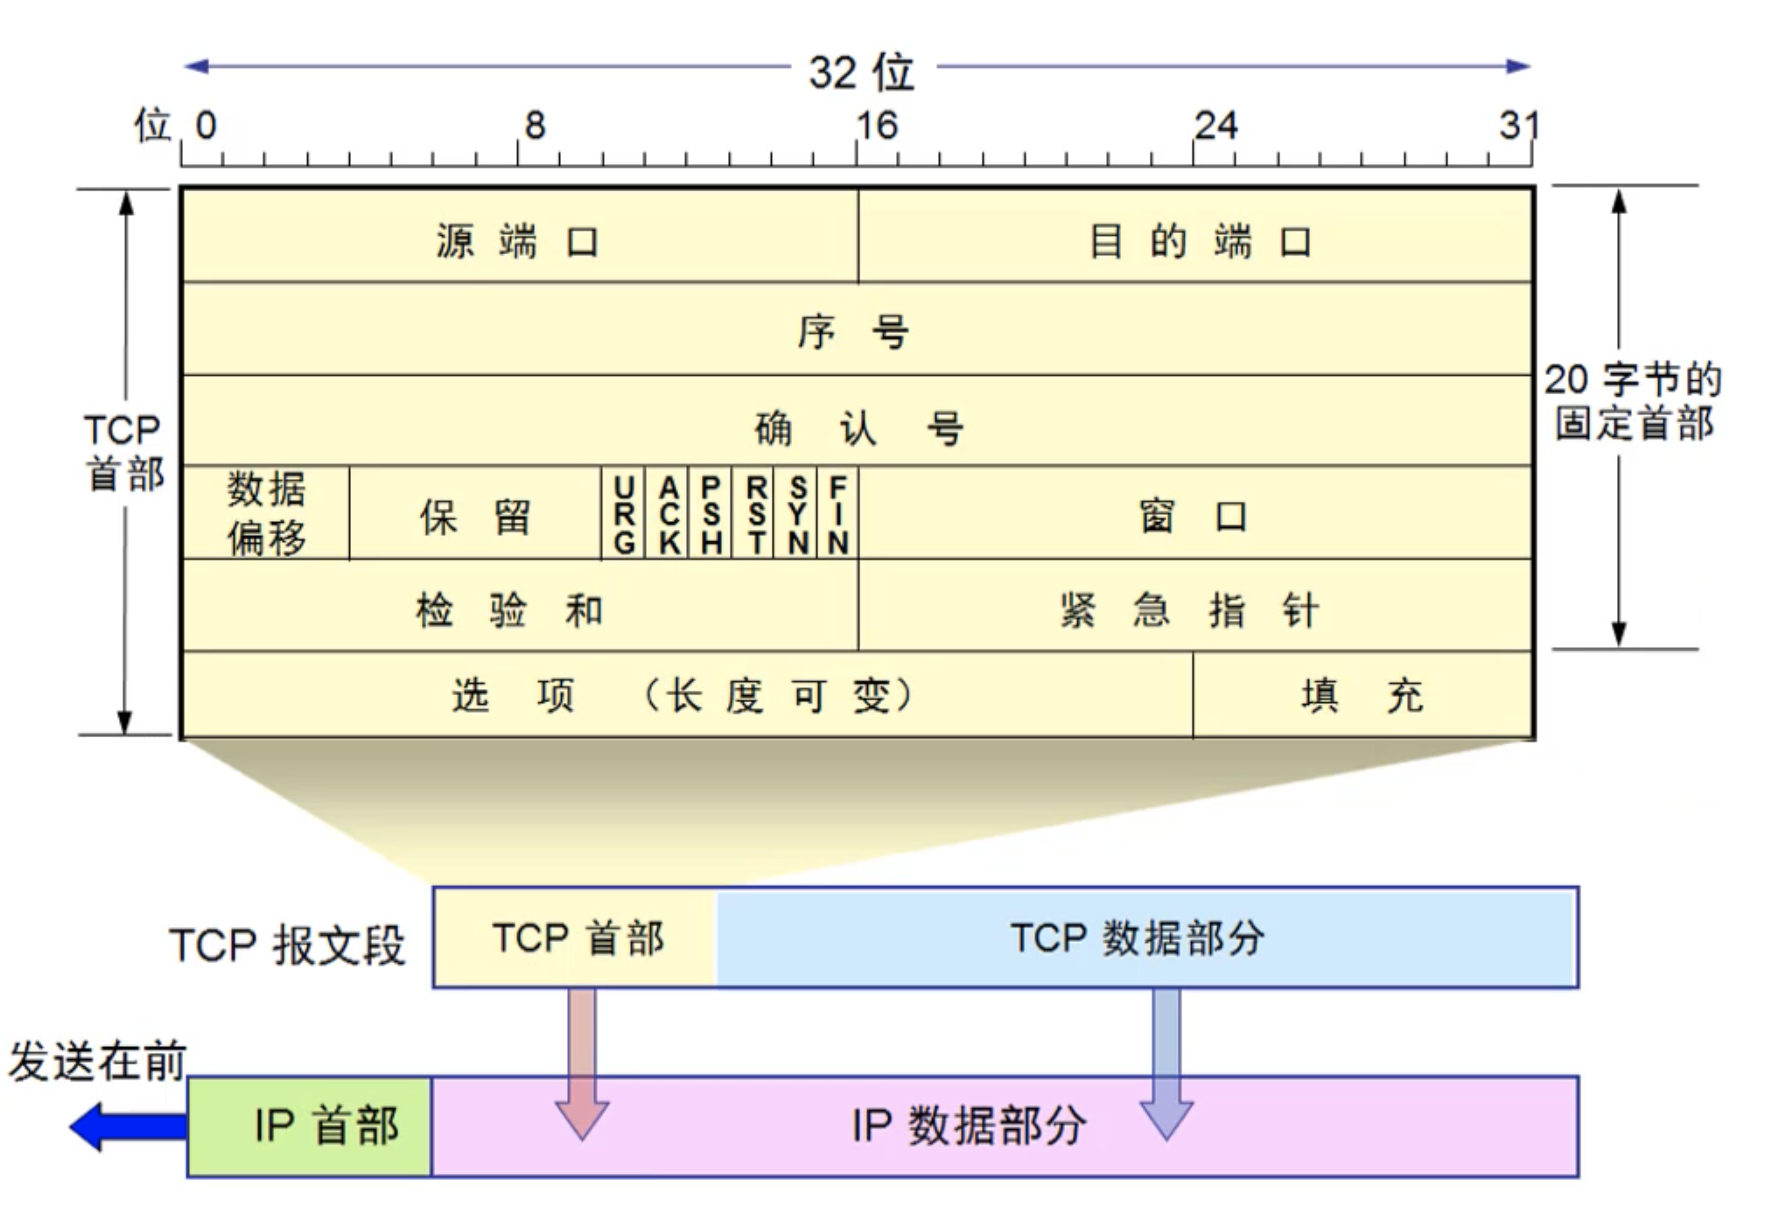 32 位
位 0 8 16 24 31
源端口 目的端口
序号
20 字节的
固定首部
TCP
首部
确认号
数据
偏移
保留
URG
ACK
PSH
RST
SYN
FIN
窗口
检验和 紧急指针
选项（长度可变） 填充
TCP 报文段
TCP 首部 TCP 数据部分
发送在前
IP 首部 IP 数据部分